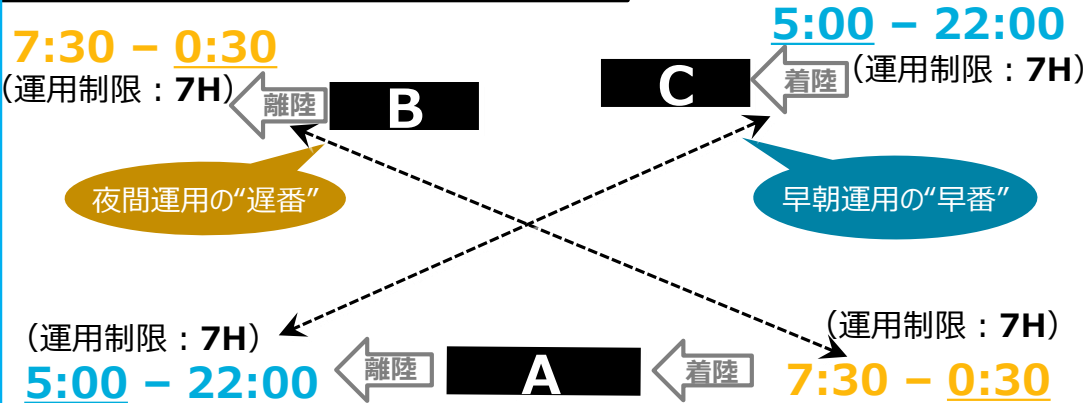 7:30 – 0:30
(運用制限：7H)
離陸
B
C
着陸
5:00 – 22:00
(運用制限：7H)
夜間運用の“遅番”
早朝運用の“早番”
(運用制限：7H)
5:00 – 22:00
離陸
A
着陸
(運用制限：7H)
7:30 – 0:30